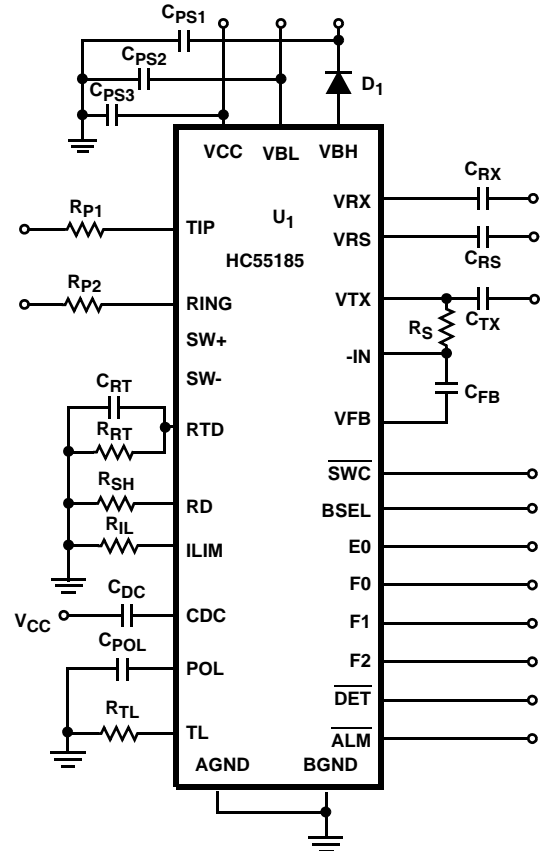 CPS1
CPS2
CPS3
D1
VCC VBL VBH
U1
HC55185
RP1
TIP
RP2
RING
SW+
SW-
CRT
RRT
RTD
RSH
RD
RIL
ILIM
VCC
CDC
CDC
CPOL
POL
RTL
TL
AGND BGND
VRX
CRX
VRS
CRS
VTX
CTX
RS
-IN
CFB
VFB
SWC
BSEL
E0
F0
F1
F2
DET
ALM